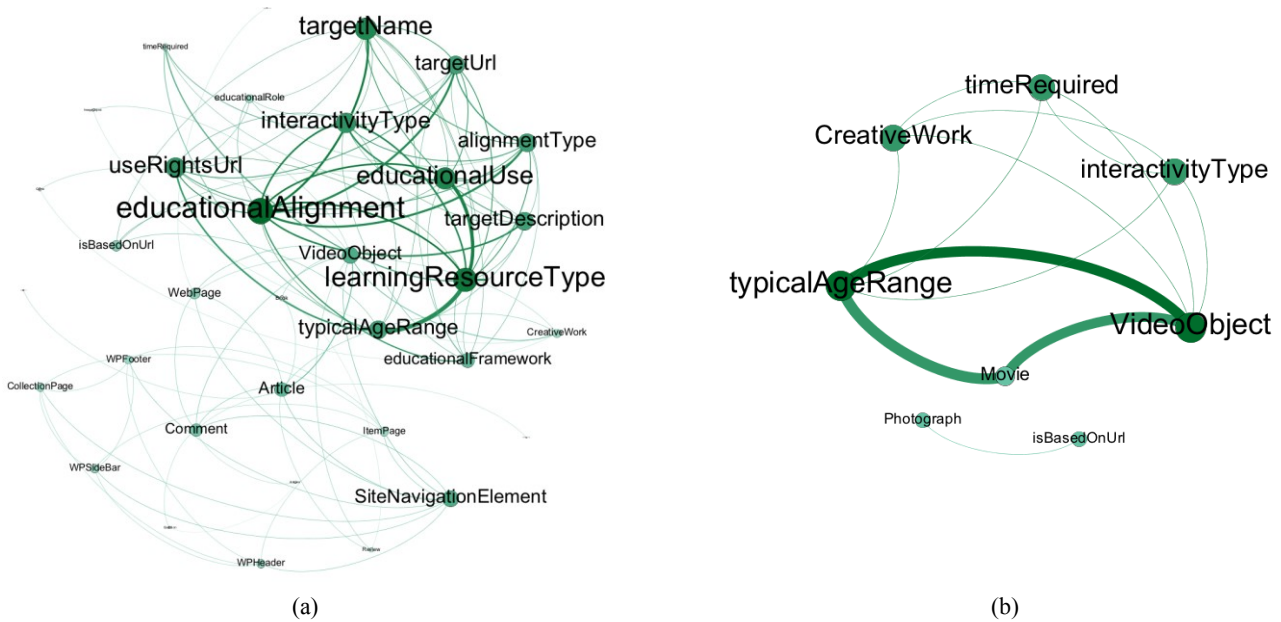 targetName
timeRequired
targetUrl
educationalRole
interactivityType
alignmentType
useRightsUrl
educationalUse
educationalAlignment
targetDescription
isBasedOnUrl
VideoObject
learningResourceType
WebPage
typicalAgeRange
CreativeWork
educationalFramework
WPFooter
CollectionPage
Article
Comment
ItemPage
WPSideBar
SiteNavigationElement
WPHeader
(a)
timeRequired
CreativeWork
interactivityType
typicalAgeRange
VideoObject
Movie
Photograph
isBasedOnUrl
(b)